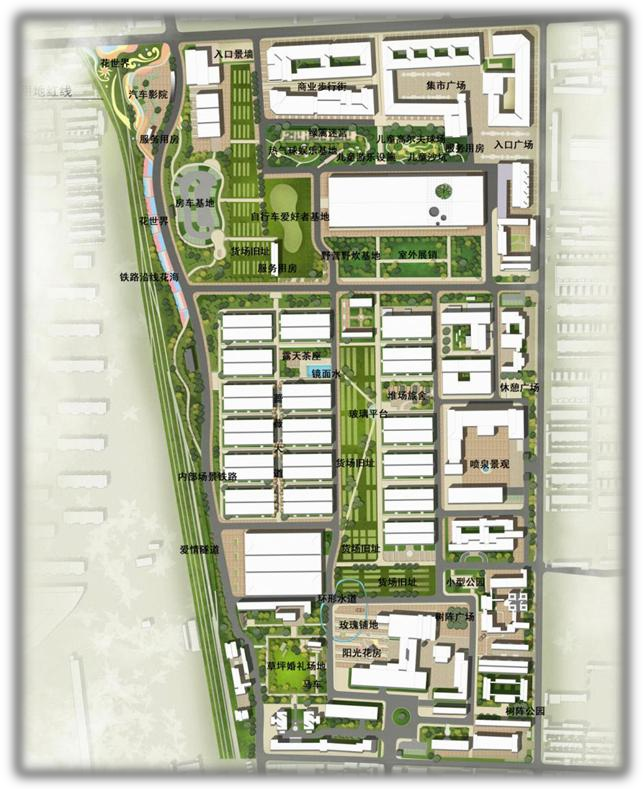 花世界
入口景墙
汽车影院
商业步行街
集市广场
服务用房
绿篱迷宫
儿童高尔夫球场
热气球娱乐基地
儿童游乐设施
儿童沙坑
服务用房
入口广场
房车基地
花世界
自行车爱好者基地
货场旧址
服务用房
野营野炊基地
室外展销
铁路沿线花海
露天茶座
镜面水
休憩广场
堆场旅舍
玻璃平台
货场旧址
喷泉景观
内部场景铁路
爱情隧道
货场旧址
货场旧址
小型公园
环形水道
玫瑰铺地
树阵广场
阳光花房
草坪婚礼场地
马车
树阵公园